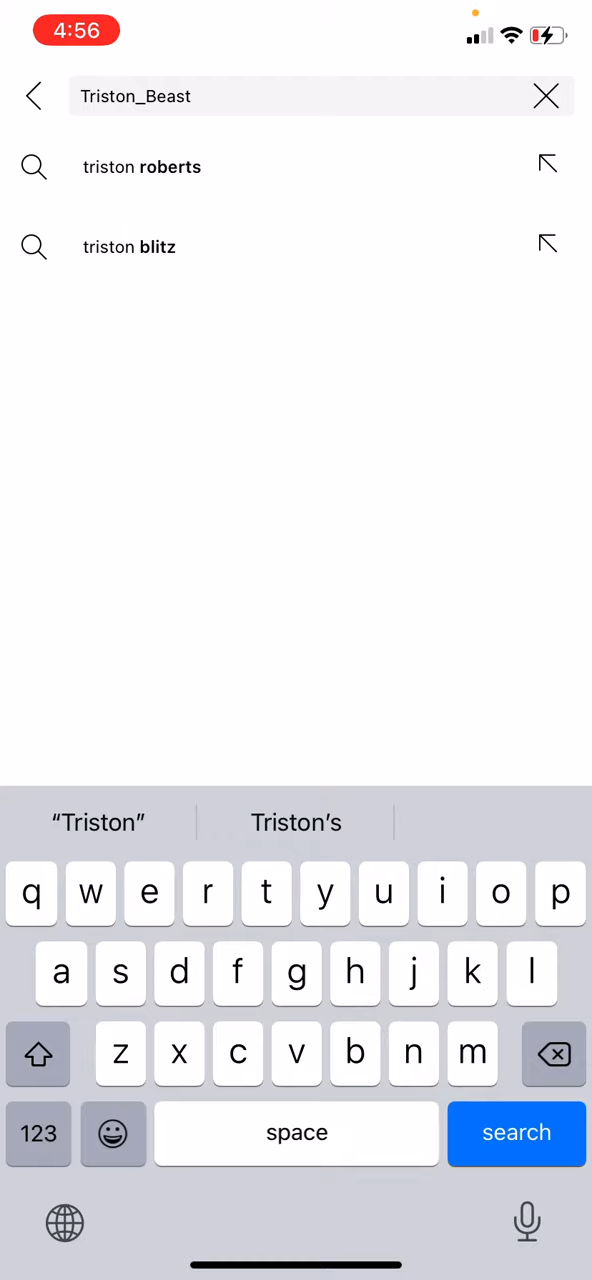 4:56
Triston_Beast
triston roberts
triston blitz
“Triston”
Triston’s
q w e r t y u i o p
a s d f g h j k l
z x c v b n m
123
space
search